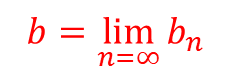 b = lim b_n
n=∞